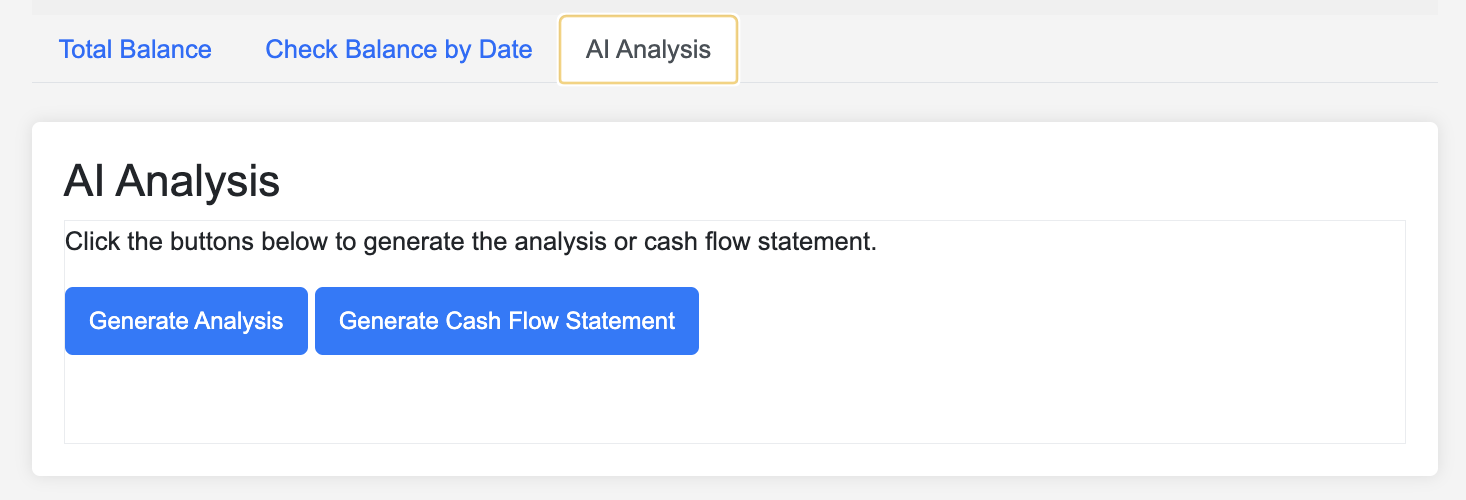 Total Balance Check Balance by Date AI Analysis
AI Analysis
Click the buttons below to generate the analysis or cash flow statement.
Generate Analysis Generate Cash Flow Statement